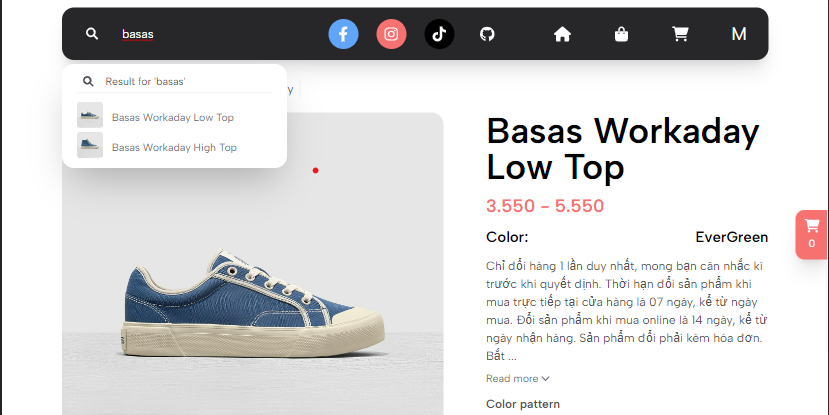 basas
M
Result for 'basas'
Basas Workaday Low Top
Basas Workaday High Top
y
Basas Workaday
Low Top
3.550 - 5.550
Color: EverGreen
0
Chỉ đổi hàng 1 lần duy nhất, mong bạn cân nhắc kĩ
trước khi quyết định. Thời hạn đổi sản phẩm khi
mua trực tiếp tại cửa hàng là 07 ngày, kể từ ngày
mua. Đổi sản phẩm khi mua online là 14 ngày, kể từ
ngày nhận hàng. Sản phẩm đổi phải kèm hóa đơn.
Bắt ...
Read more
Color pattern